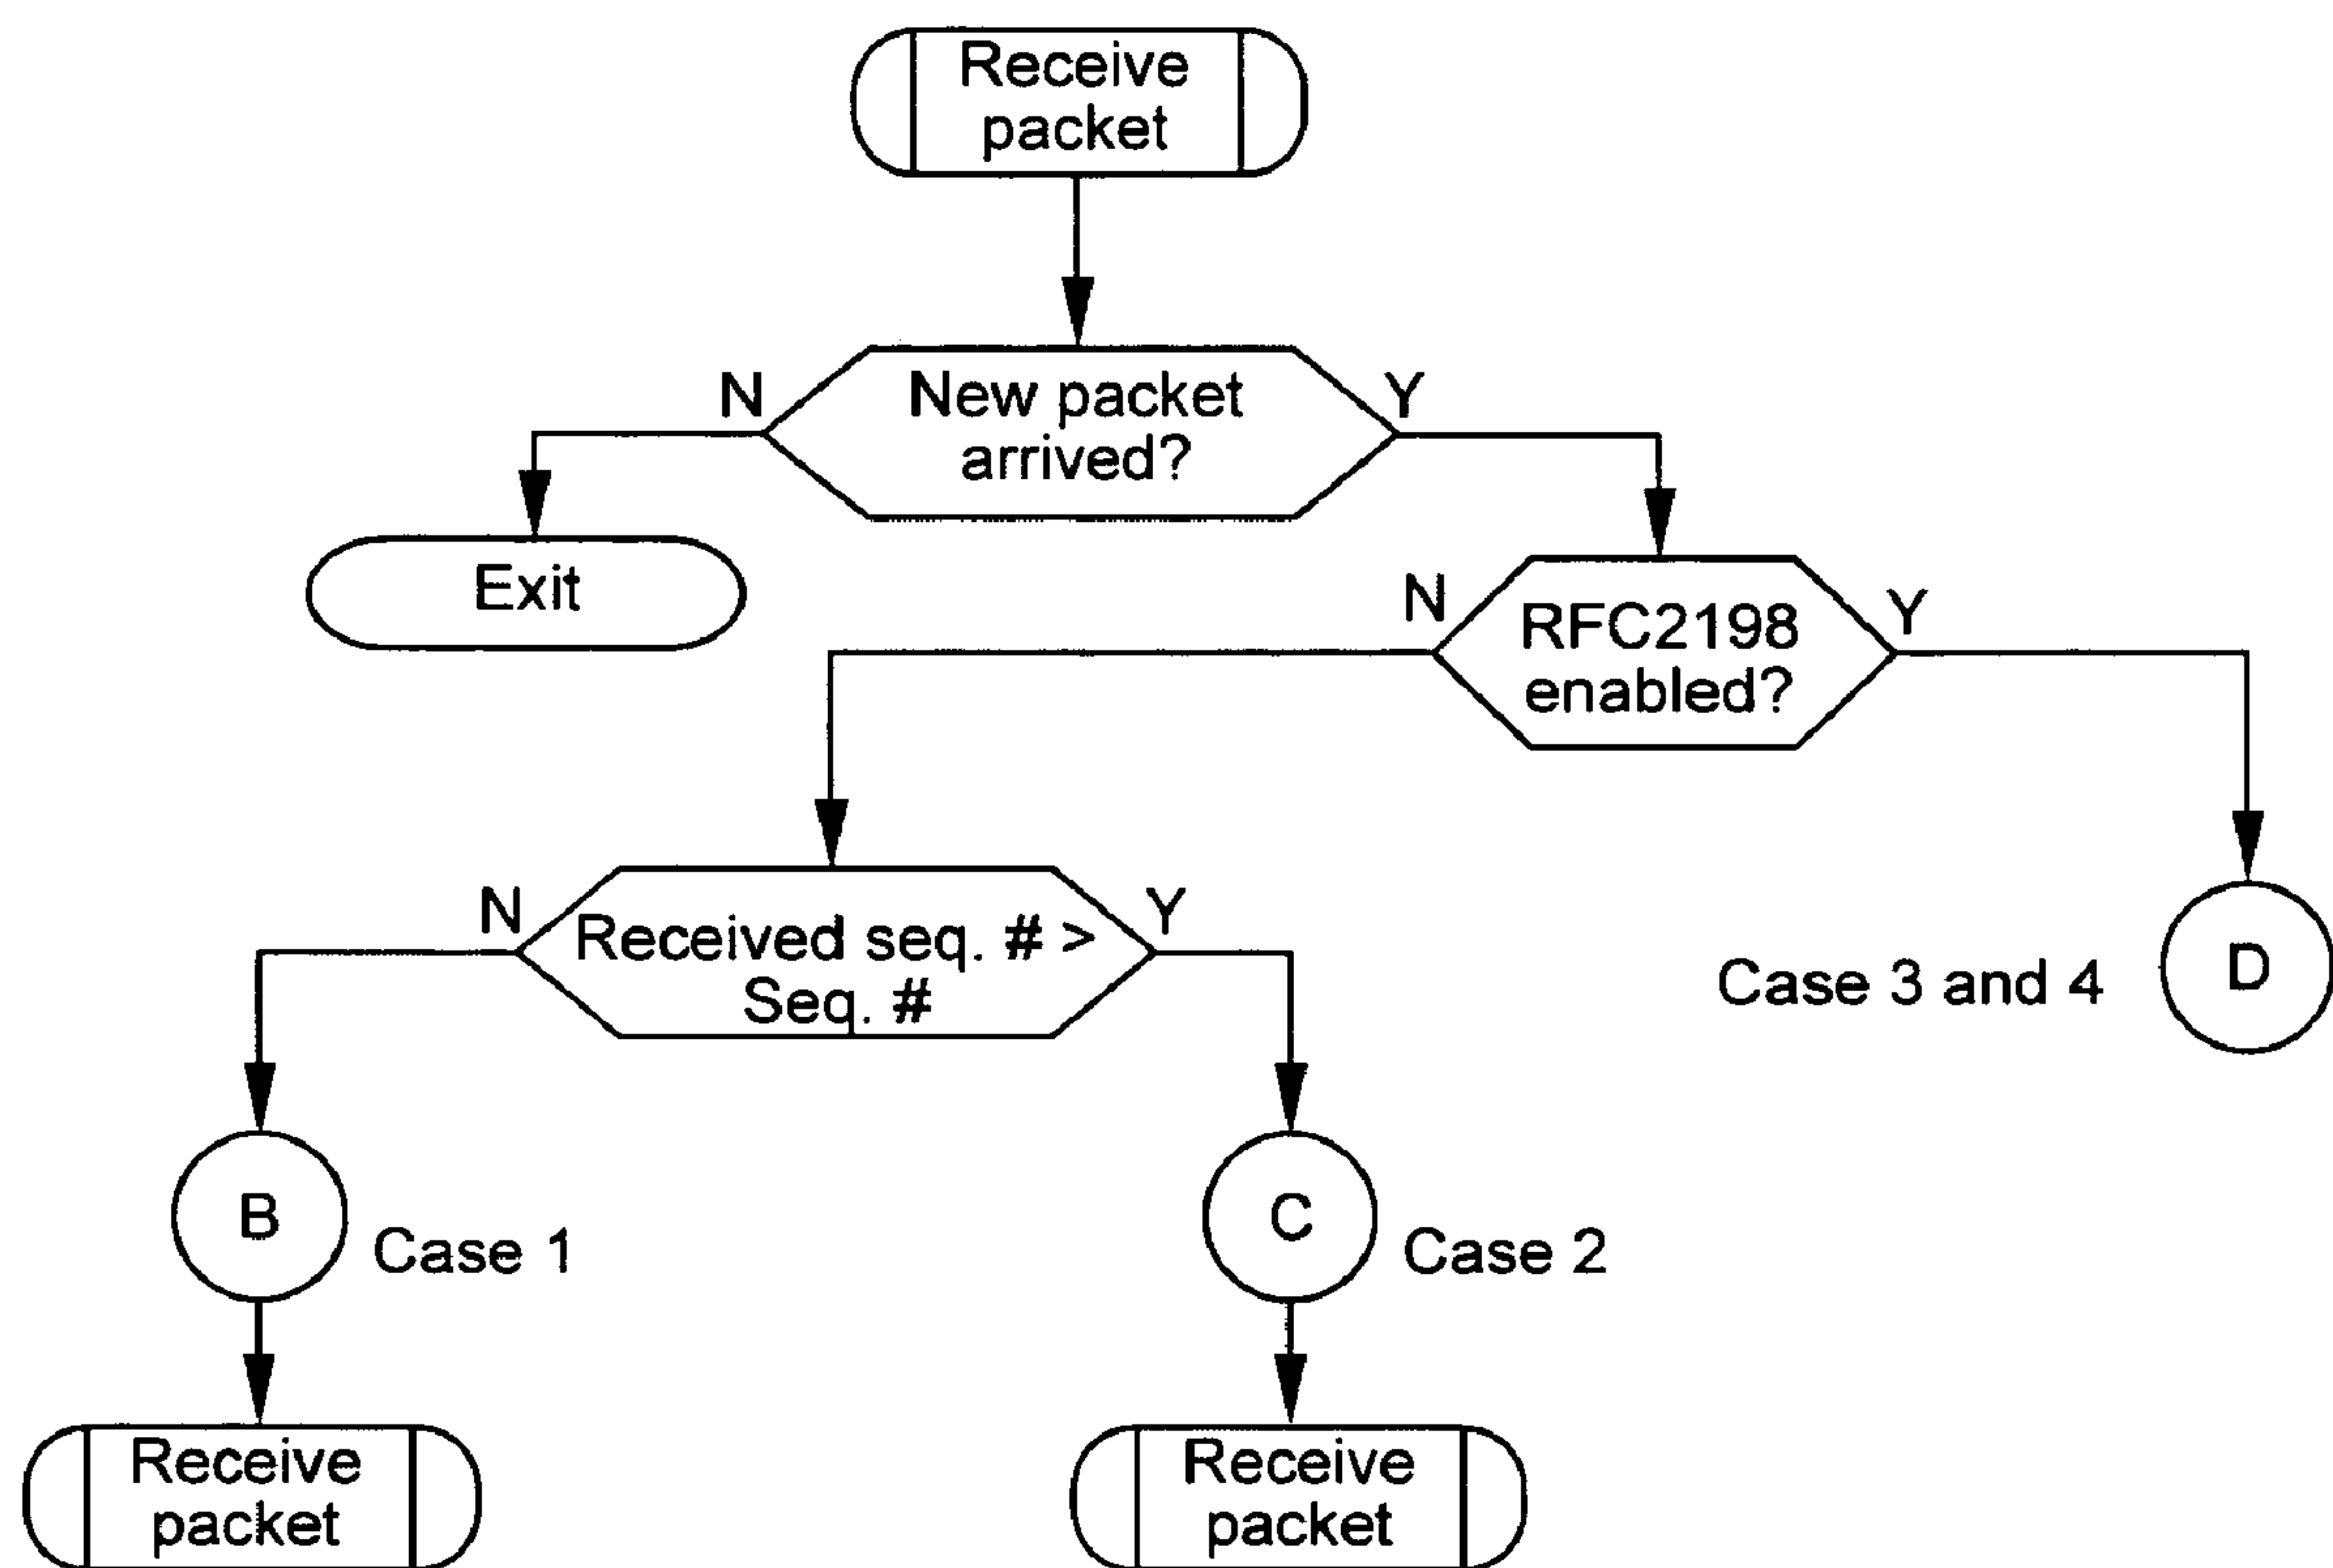 Receive
packet
N
New packet
arrived?
Y
Exit
N
RFC2198
enabled?
Y
N
Received seq. # >
Seq. #
Y
Case 3 and 4
D
B
Case 1
C
Case 2
Receive
packet
Receive
packet